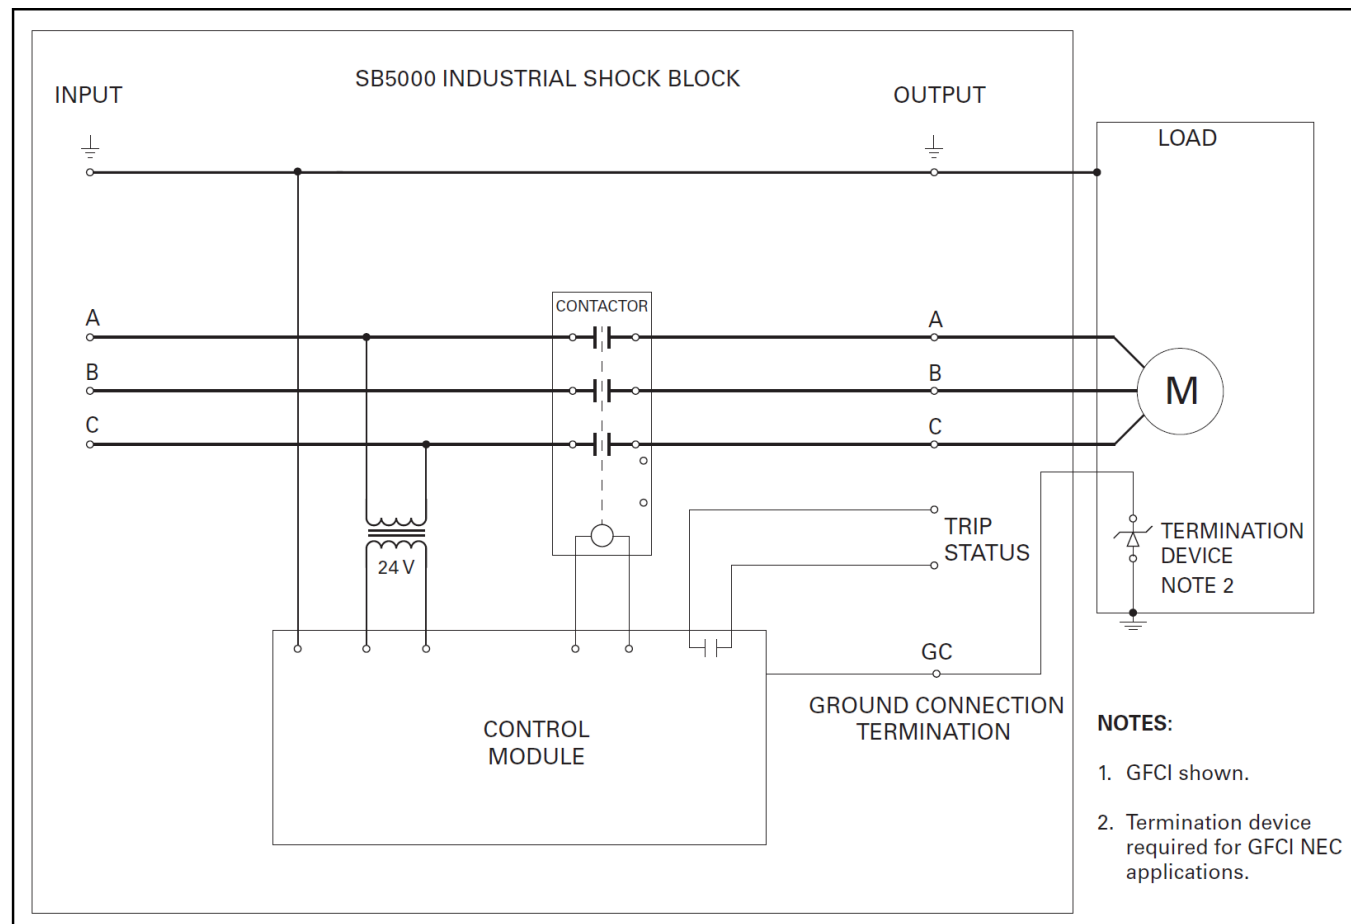 SB5000 INDUSTRIAL SHOCK BLOCK
INPUT
OUTPUT
LOAD
CONTACTOR
A
A
B
B
M
C
C
TRIP
STATUS
TERMINATION
DEVICE
NOTE 2
24 V
GC
GROUND CONNECTION
TERMINATION
CONTROL
MODULE
NOTES:
1. GFCI shown.
2. Termination device
required for GFCI NEC
applications.